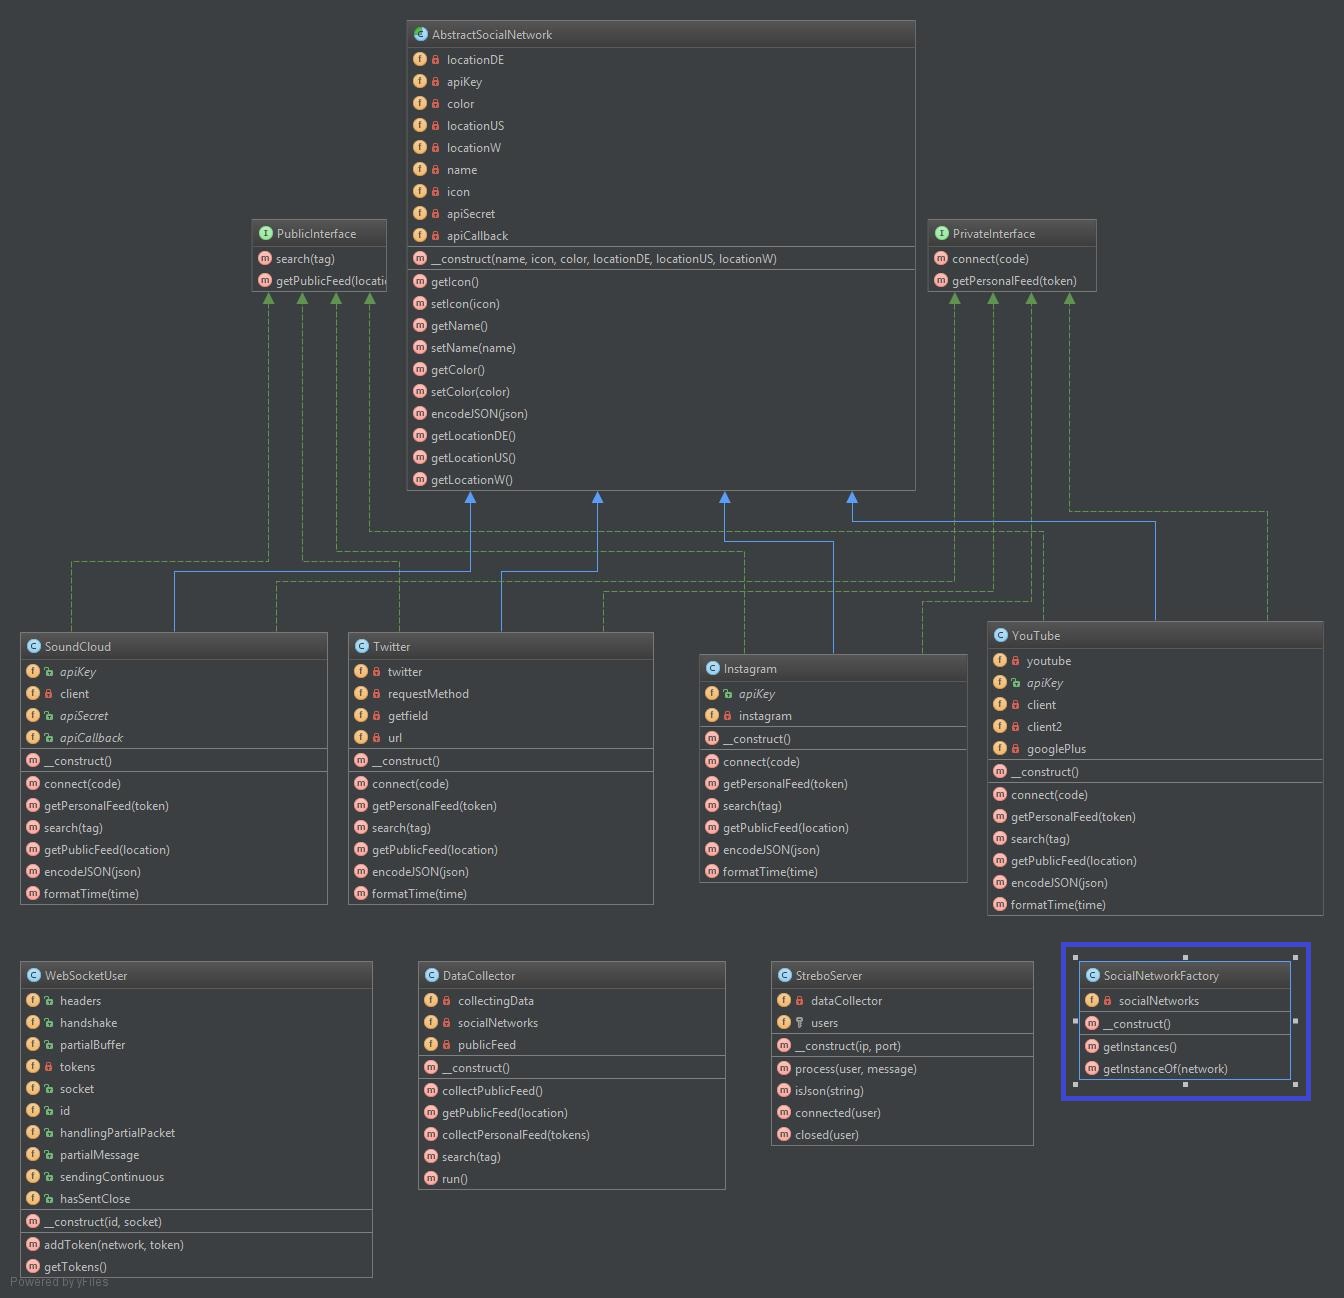 AbstractSocialNetwork
locationDE
apiKey
color
locationUS
locationW
name
icon
apiSecret
apiCallback
__construct(name, icon, color, locationDE, locationUS, locationW)
getIcon()
setIcon(icon)
getName()
setName(name)
getColor()
setColor(color)
encodeJSON(json)
getLocationDE()
getLocationUS()
getLocationW()
PublicInterface
search(tag)
getPublicFeed(locatio
PrivateInterface
connect(code)
getPersonalFeed(token)
SoundCloud
apiKey
client
apiSecret
apiCallback
__construct()
connect(code)
getPersonalFeed(token)
search(tag)
getPublicFeed(location)
encodeJSON(json)
formatTime(time)
Twitter
twitter
requestMethod
getfield
url
__construct()
connect(code)
getPersonalFeed(token)
search(tag)
getPublicFeed(location)
encodeJSON(json)
formatTime(time)
Instagram
apiKey
instagram
__construct()
connect(code)
getPersonalFeed(token)
search(tag)
getPublicFeed(location)
encodeJSON(json)
formatTime(time)
YouTube
youtube
apiKey
client
client2
googlePlus
__construct()
connect(code)
getPersonalFeed(token)
search(tag)
getPublicFeed(location)
encodeJSON(json)
formatTime(time)
WebSocketUser
headers
handshake
partialBuffer
tokens
socket
id
handlingPartialPacket
partialMessage
sendingContinuous
hasSentClose
__construct(id, socket)
addToken(network, token)
getTokens()
DataCollector
collectingData
socialNetworks
publicFeed
__construct()
collectPublicFeed()
getPublicFeed(location)
collectPersonalFeed(tokens)
search(tag)
run()
StreboServer
dataCollector
users
__construct(ip, port)
process(user, message)
isJson(string)
connected(user)
closed(user)
SocialNetworkFactory
socialNetworks
__construct()
getInstances()
getInstanceOf(network)
Powered by yFiles